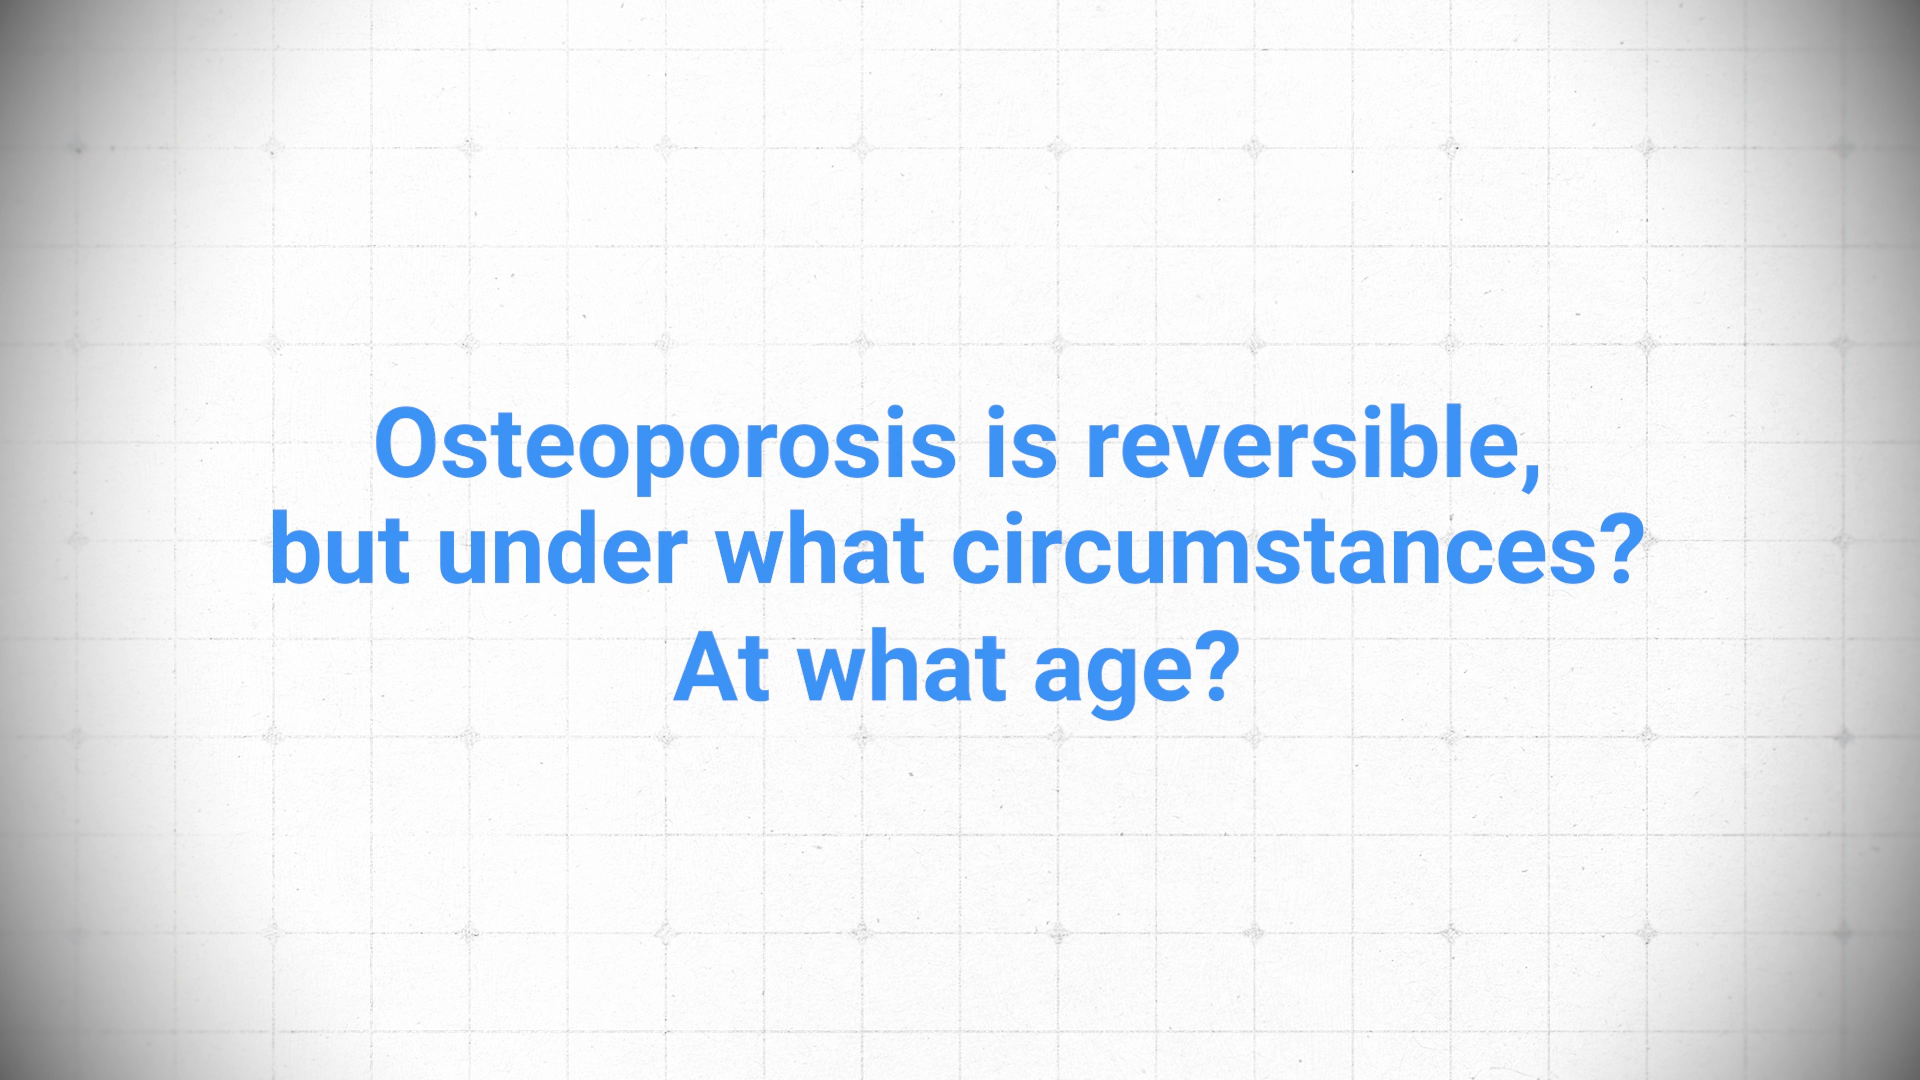 Osteoporosis is reversible,
but under what circumstances?
At what age?